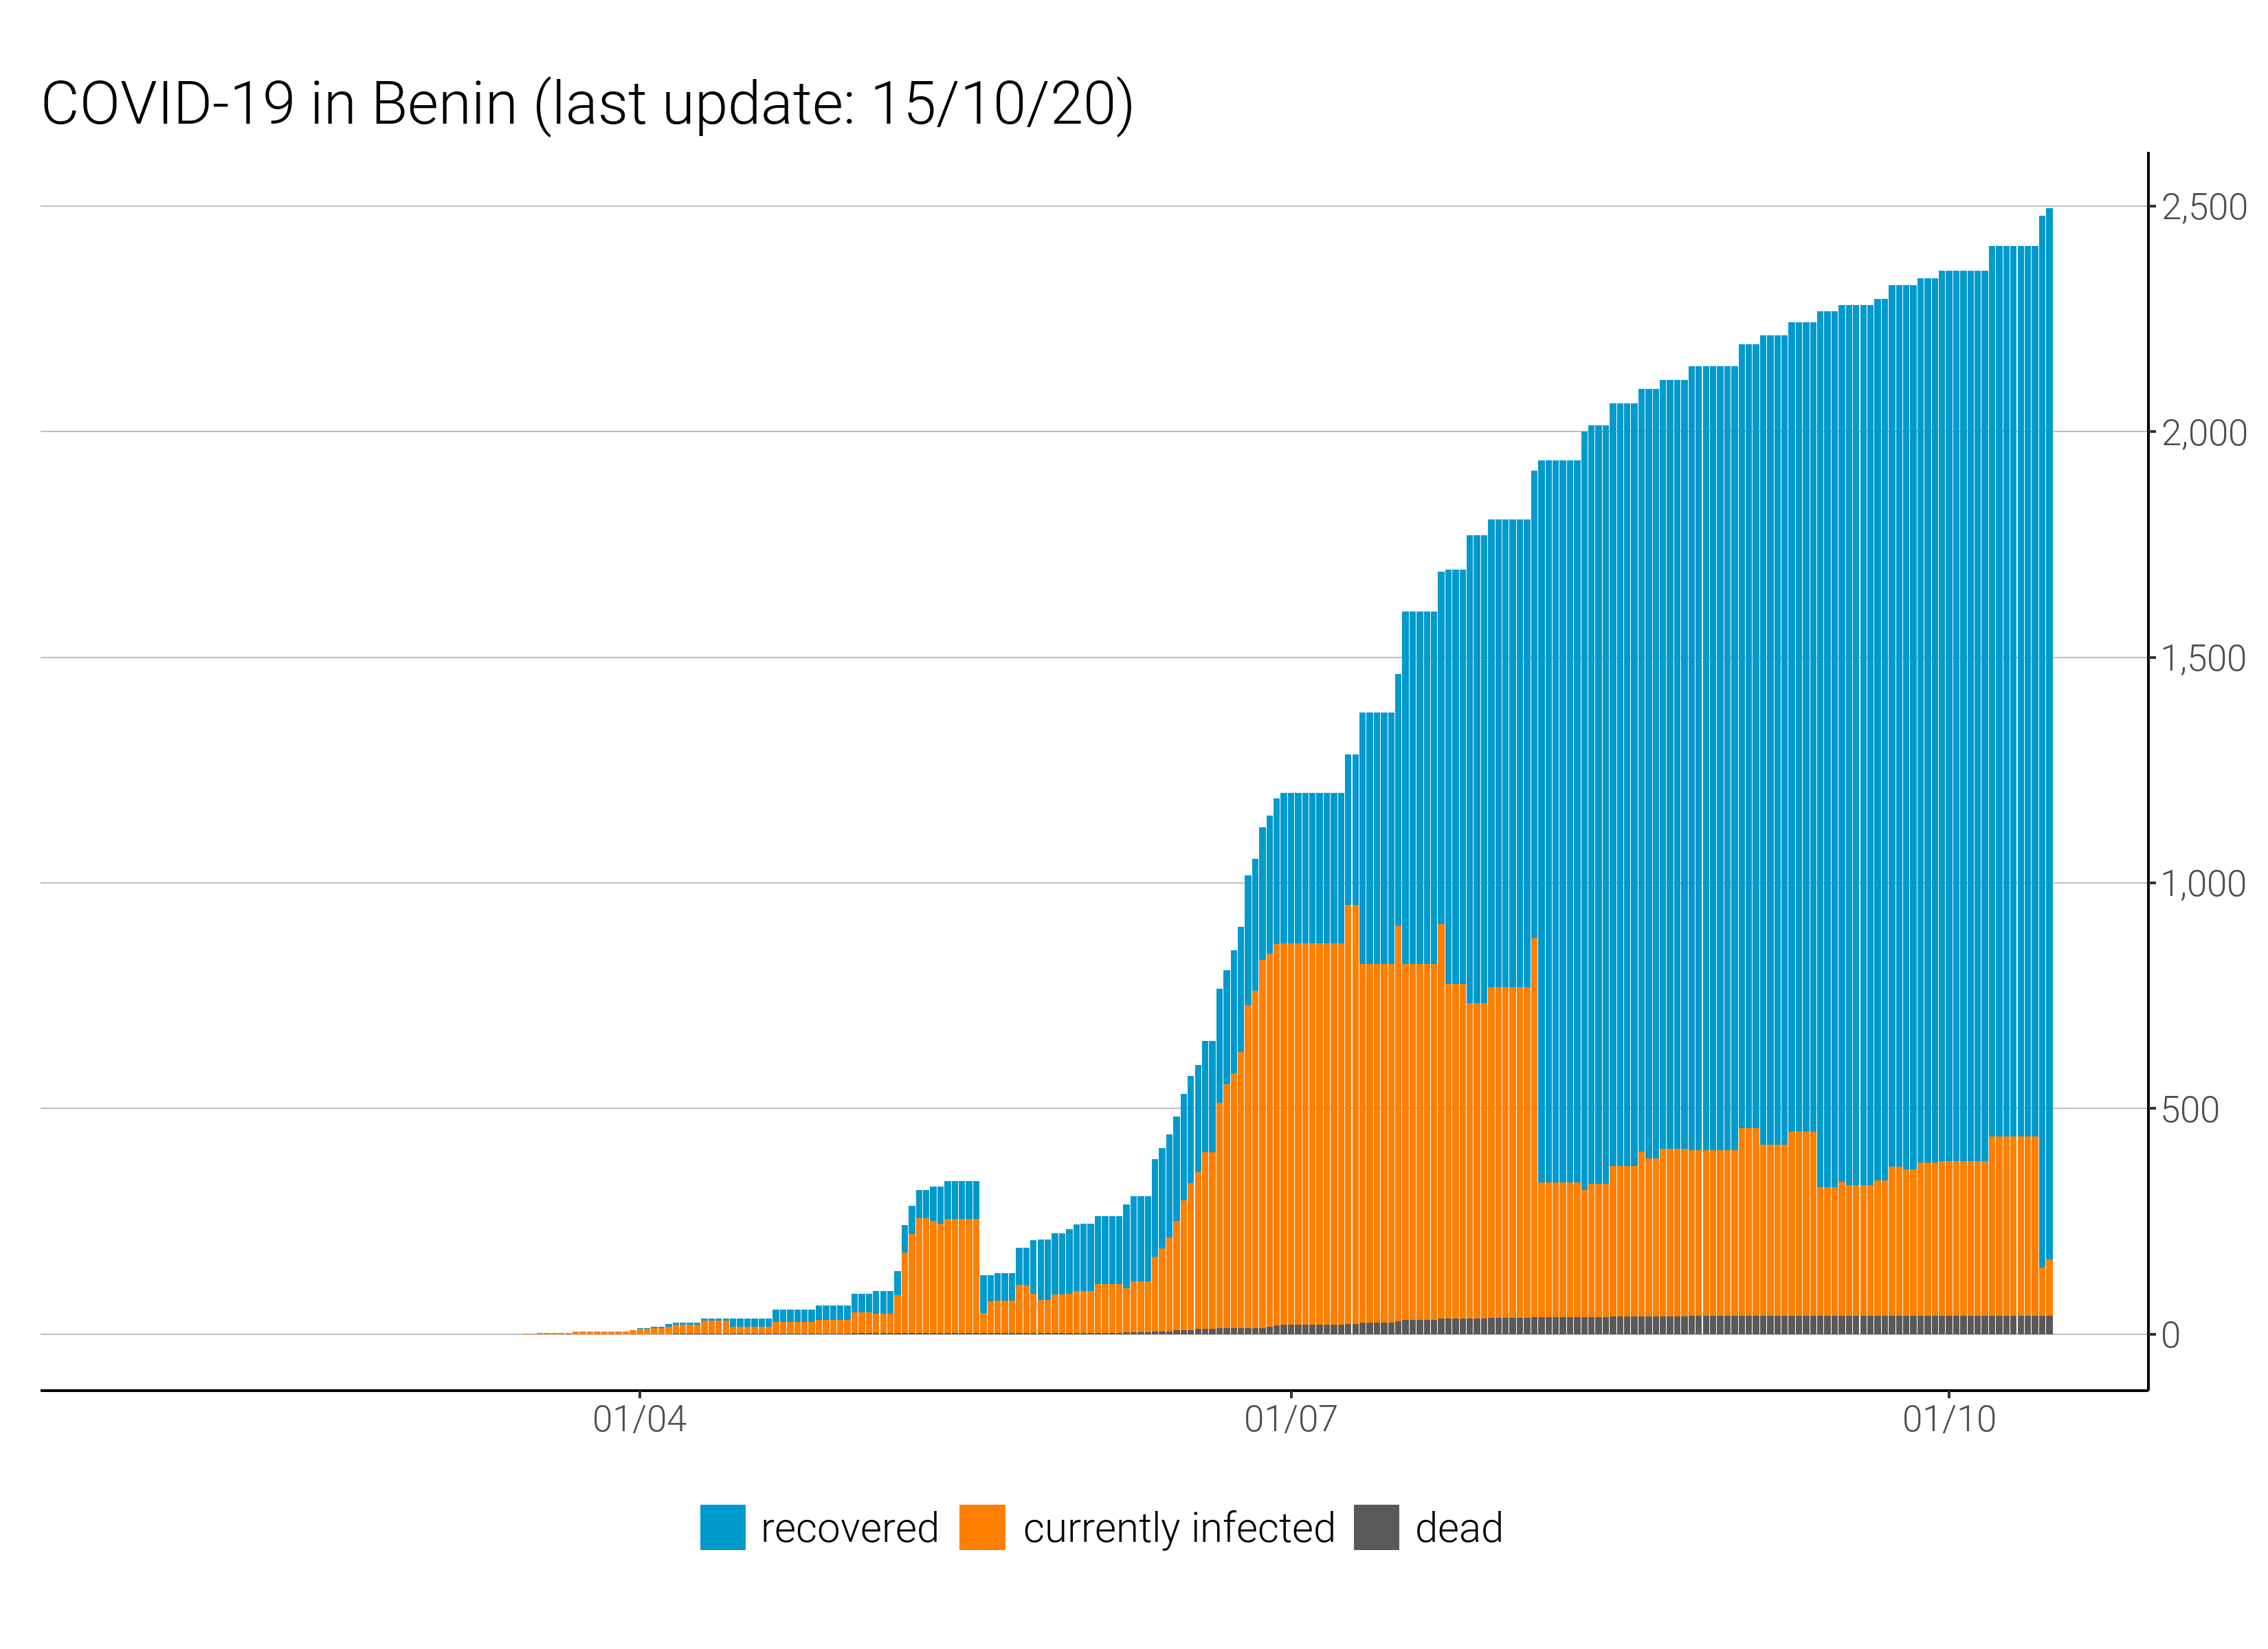 COVID-19 in Benin (last update: 15/10/20)
2,500
2,000
1,500
1,000
500
0
01/04 01/07 01/10
recovered currently infected dead